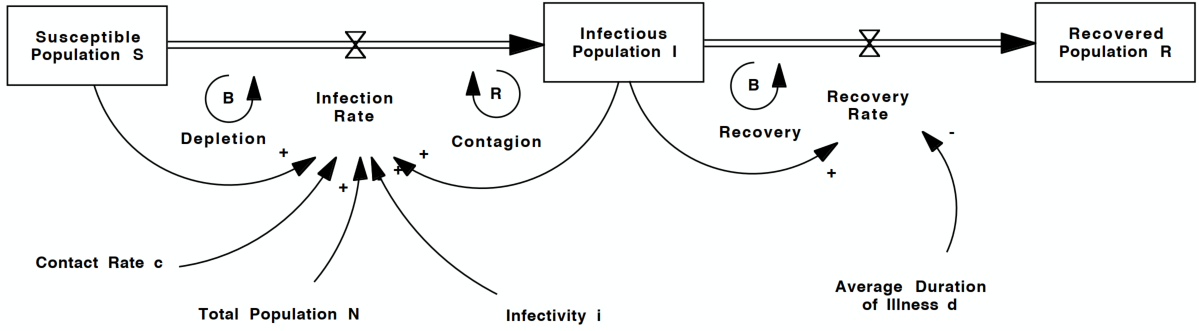 Susceptible
Population S
Infectious
Population I
Recovered
Population R
B
Depletion
Infection
Rate
R
Contagion
B
Recovery
Recovery
Rate
+
+
+
+
+
-
Contact Rate c
Total Population N
Infectivity i
Average Duration
of Illness d